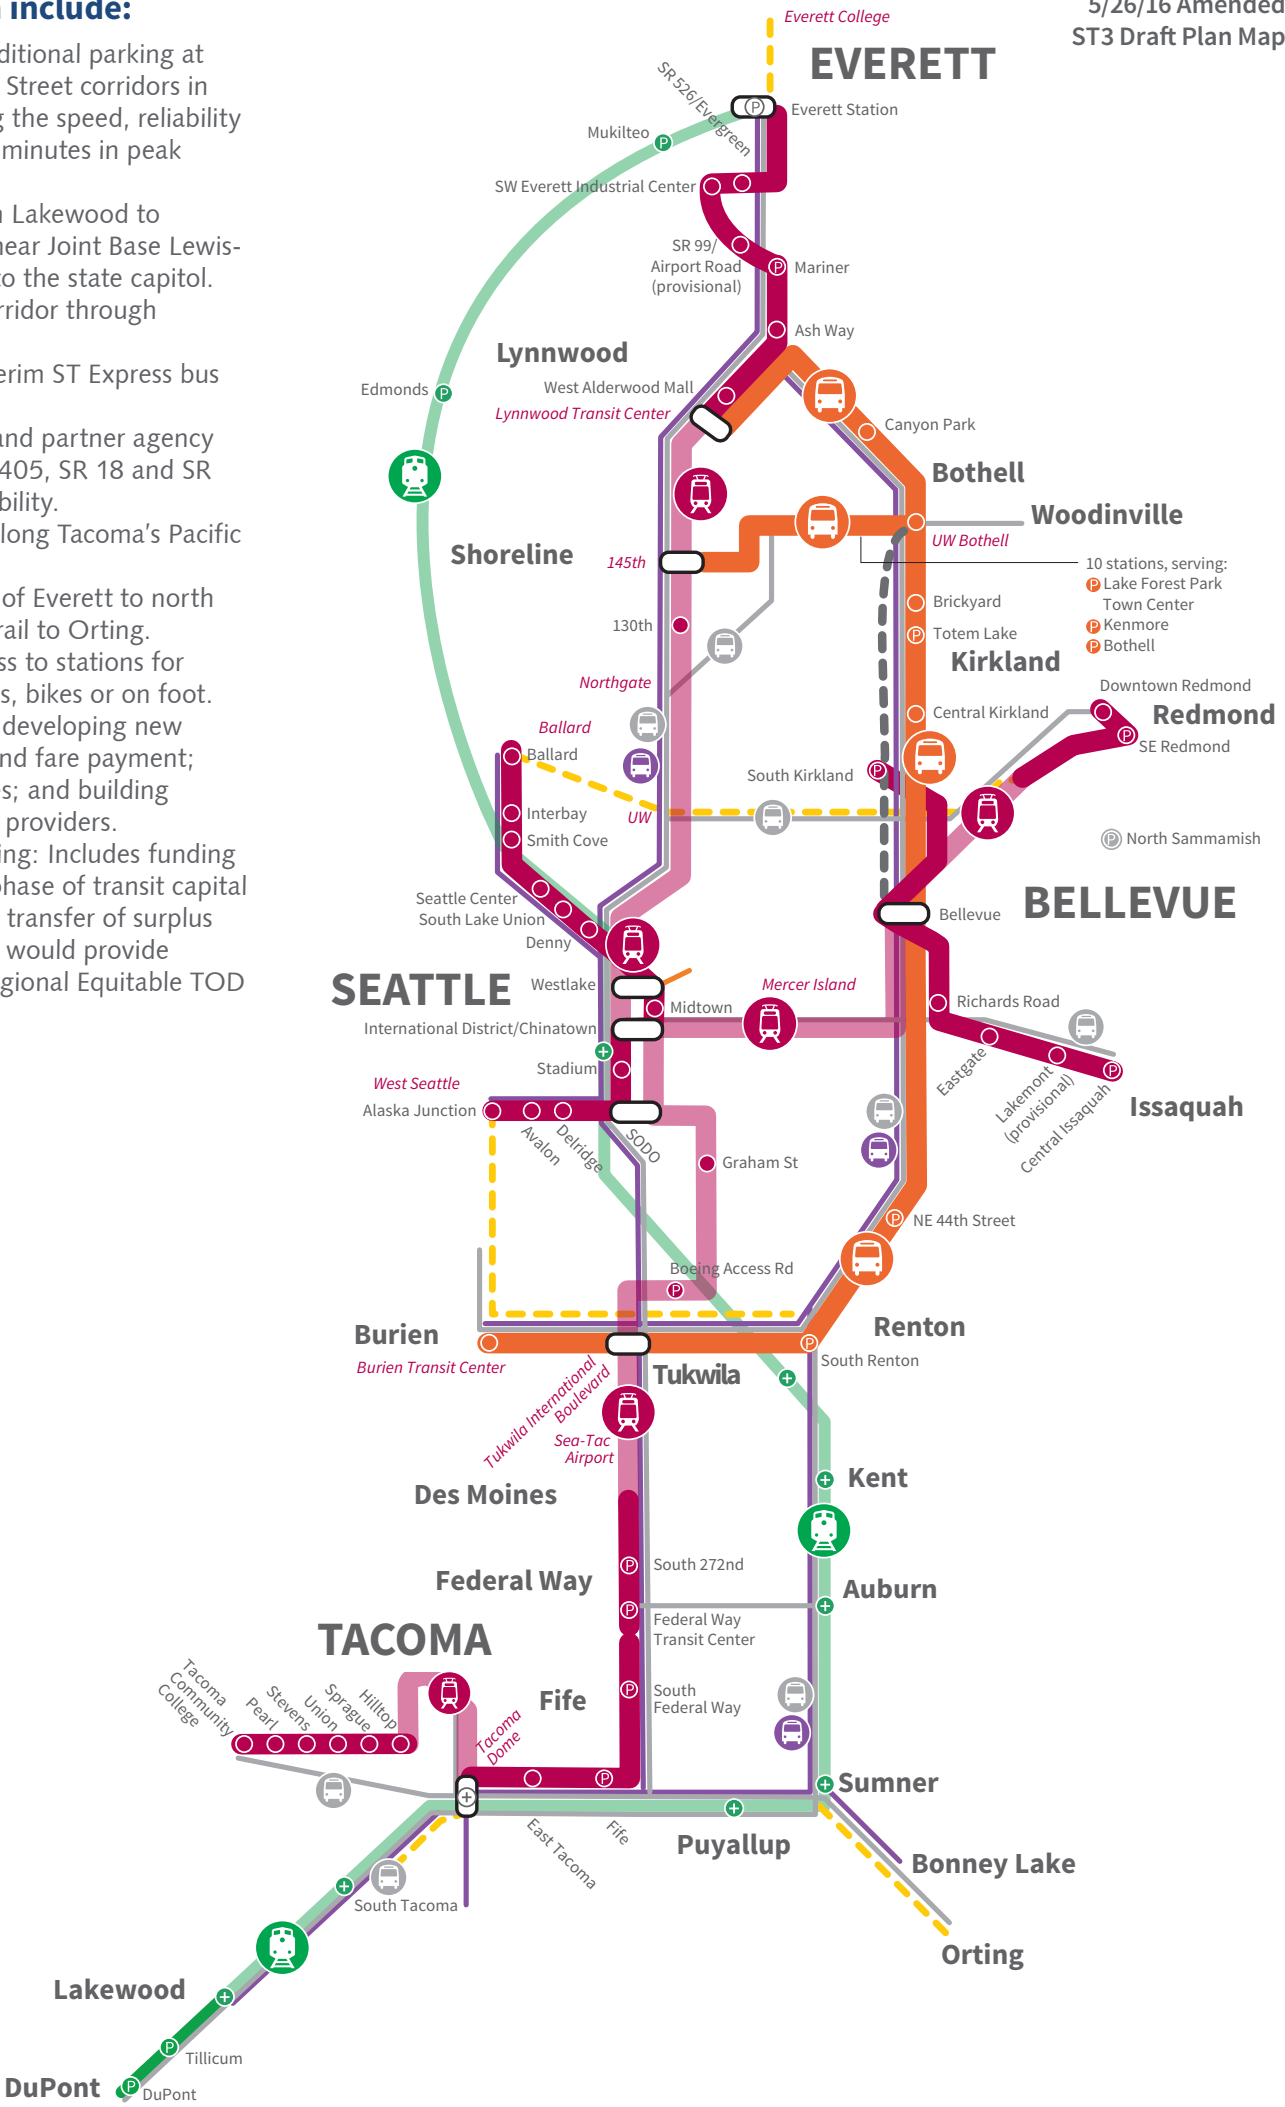 include:
ditional parking at
Street corridors in
g the speed, reliability
minutes in peak
n Lakewood to
near Joint Base Lewis-
to the state capitol.
rridor through
erim ST Express bus
and partner agency
405, SR 18 and SR
bility.
long Tacoma's Pacific
of Everett to north
rail to Orting.
ss to stations for
s, bikes or on foot.
developing new
nd fare payment;
es; and building
providers.
ing: Includes funding
phase of transit capital
transfer of surplus
would provide
gional Equitable TOD
5/26/16 Amended
ST3 Draft Plan Map
Everett College
EVERETT
SR 526/Evergreen
P
Everett Station
Mukilteo
P
SW Everett Industrial Center
SR 99/
Airport Road
(provisional)
P
Mariner
Ash Way
Lynnwood
West Alderwood Mall
Lynnwood Transit Center
Edmonds
P
Canyon Park
Bothell
Woodinville
UW Bothell
Shoreline
145th
10 stations, serving:
P Lake Forest Park
Town Center
P Kenmore
P Bothell
130th
Brickyard
P
Totem Lake
Kirkland
Northgate
Downtown Redmond
Central Kirkland
Redmond
P
SE Redmond
Ballard
Ballard
South Kirkland
P
Interbay
UW
Smith Cove
P North Sammamish
Seattle Center
South Lake Union
Denny
Bellevue
BELLEVUE
SEATTLE
Westlake
Mercer Island
Midtown
Richards Road
International District/Chinatown
Stadium
Eastgate
Lakemont
(provisional)
Central Issaquah
P
Issaquah
West Seattle
Alaska Junction
Avalon
Delridge
SODO
Graham St
P
NE 44th Street
Boeing Access Rd
P
Burien
Burien Transit Center
Renton
P
South Renton
Tukwila
Tukwila International
Boulevard
Sea-Tac
Airport
Des Moines
Kent
P
South 272nd
Federal Way
Auburn
P
Federal Way
Transit Center
TACOMA
P
South
Federal Way
Fife
Tacoma
Community
College
Pearl
Stevens
Union
Sprague
Hilltop
Tacoma
Dome
P
Sumner
East Tacoma
Fife
Puyallup
Bonney Lake
South Tacoma
Orting
Lakewood
P
Tillicum
DuPont
P
DuPont